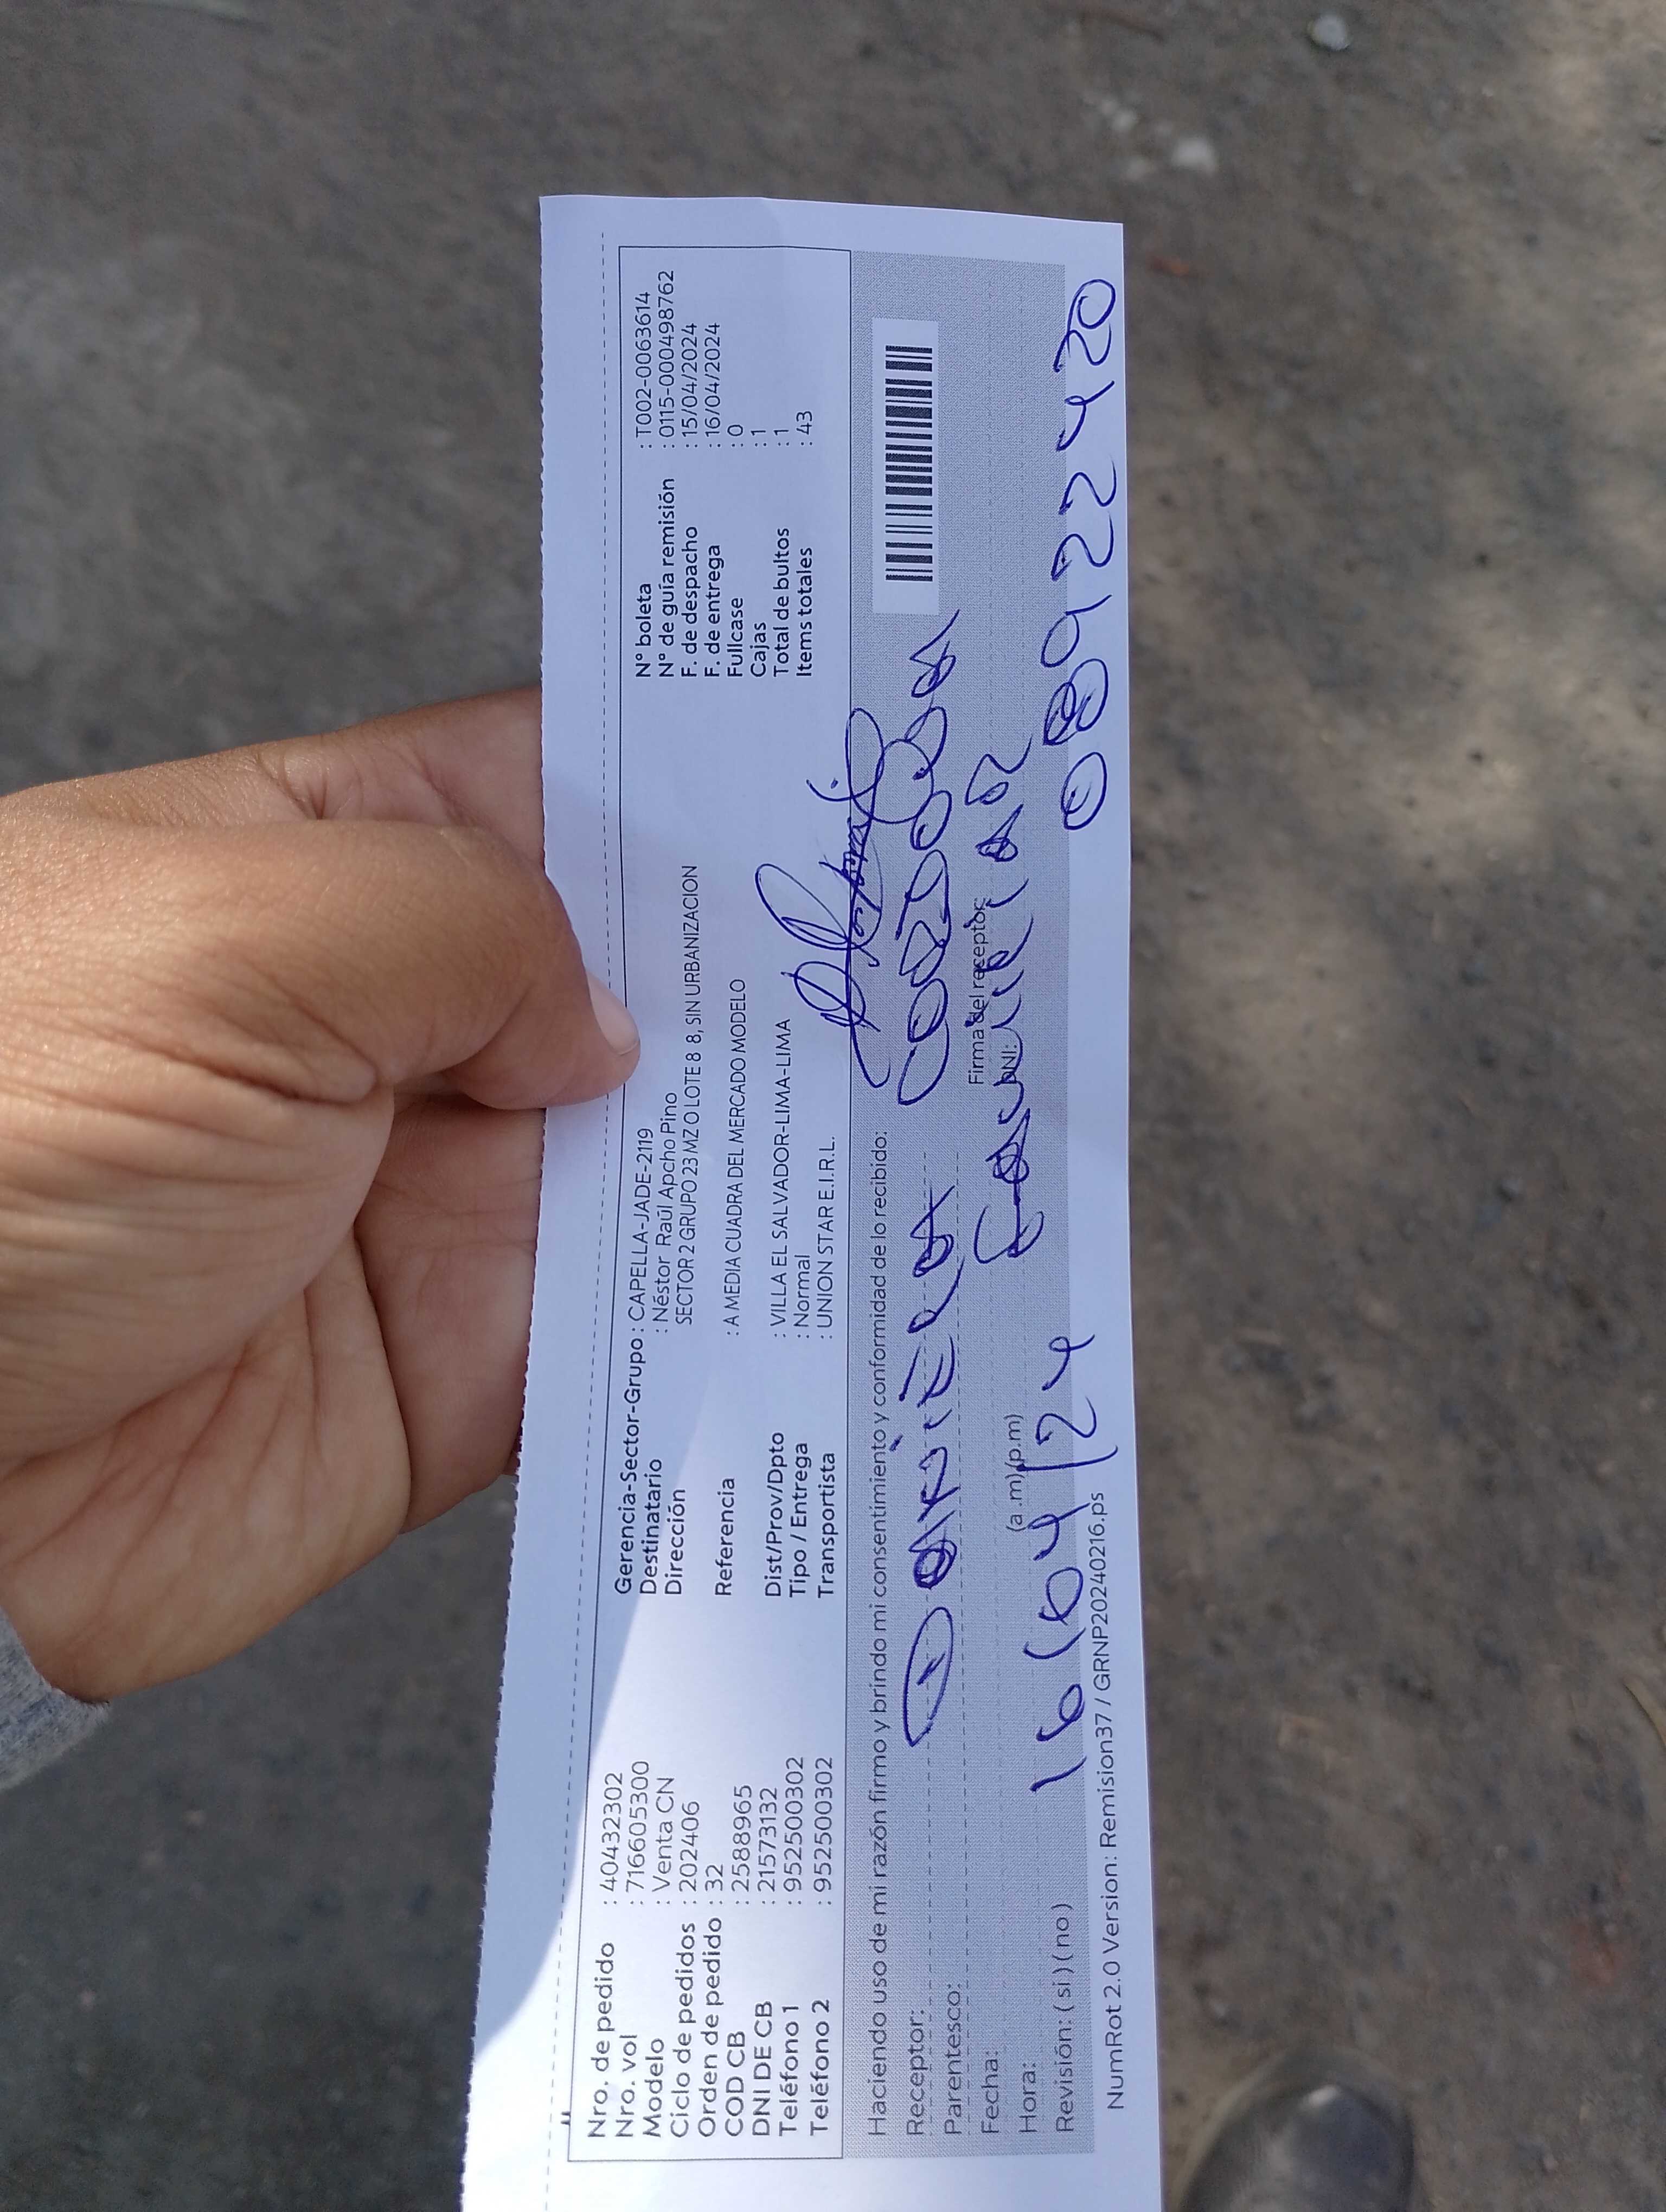 Nro. de pedido : 40432302
Nro. vol : 716605300
Modelo : Venta CN
Ciclo de pedidos : 202406
Orden de pedido : 32
COD CB : 25888965
DNI DE CB : 21573132
Teléfono 1 : 952500302
Teléfono 2 : 952500302
Gerencia-Sector-Grupo : CAPELLA-JADE-2119
Destinatario : Néstor Raúl Apcho Pino
Dirección SECTOR 2 GRUPO 23 MZ O LOTE 8 8, SIN URBANIZACION
Referencia : A MEDIA CUADRA DEL MERCADO MODELO
Dist/Prov/Dpto : VILLA EL SALVADOR-LIMA-LIMA
Tipo / Entrega : Normal
Transportista : UNION STAR E.I.R.L.
N° boleta : T002-0063614
N° de guía remisión : 0115-000498762
F. de despacho : 15/04/2024
F. de entrega : 16/04/2024
Fullcase : 0
Cajas : 1
Total de bultos : 1
Items totales : 43
Haciendo uso de mi razón firmo y brindo mi consentimiento y conformidad de lo recibido:
Receptor:
Parentesco:
Fecha:
Hora: (a.m)(p.m)
Revisión: ( si ) ( no )
16/04/24
Firma del receptor
DNI:
NumRot 2.0 Version: Remision37 / GRNP20240216.ps